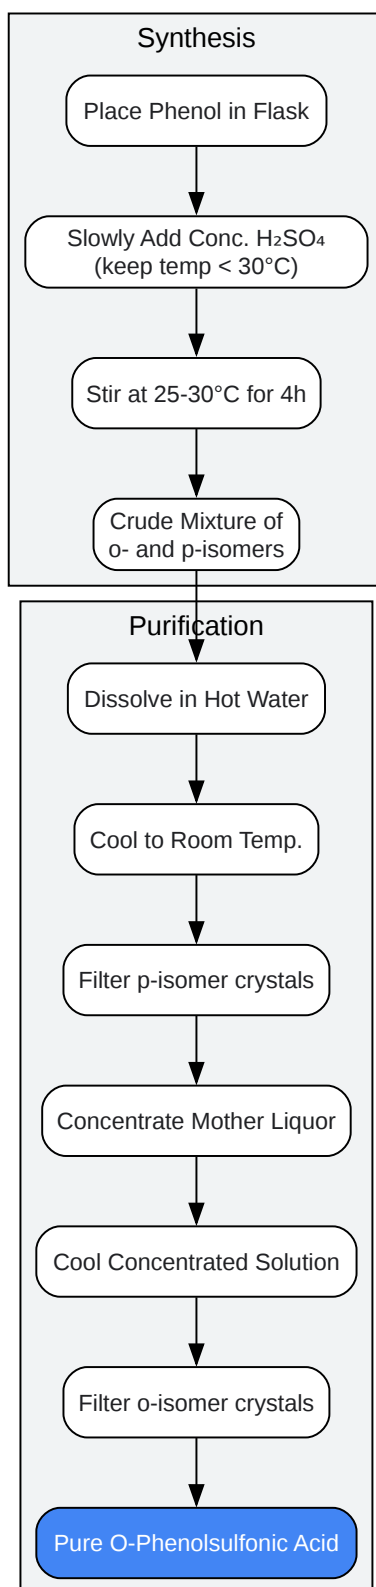 Synthesis
Place Phenol in Flask
Slowly Add Conc. H₂SO₄
(keep temp < 30°C)
Stir at 25-30°C for 4h
Crude Mixture of
o- and p-isomers
Purification
Dissolve in Hot Water
Cool to Room Temp.
Filter p-isomer crystals
Concentrate Mother Liquor
Cool Concentrated Solution
Filter o-isomer crystals
Pure O-Phenolsulfonic Acid